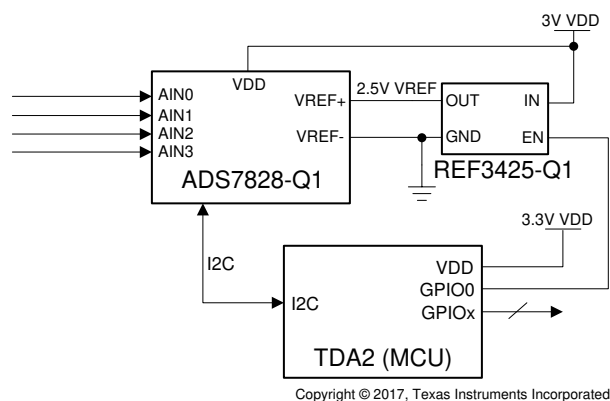 3V VDD
VDD
AIN0
AIN1
AIN2
AIN3
VREF+
VREF-
ADS7828-Q1
2.5V VREF
OUT
IN
GND
EN
REF3425-Q1
3.3V VDD
I2C
I2C
VDD
GPIO0
GPIOx
TDA2 (MCU)
Copyright © 2017, Texas Instruments Incorporated